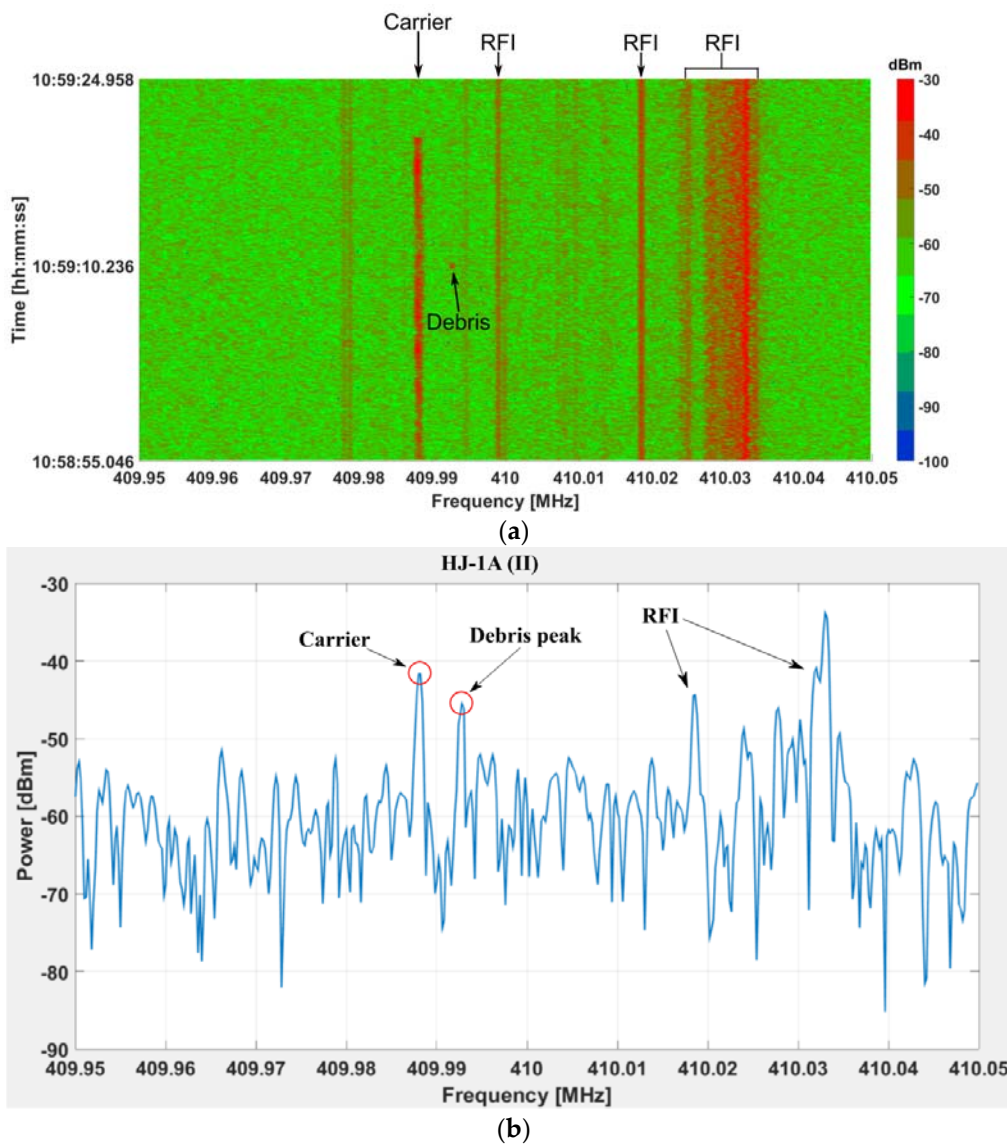 Carrier
RFI
RFI
RFI
dBm
10:59:24.958
10:59:10.236
10:58:55.046
Time [hh:mm:ss]
Debris
-30
-40
-50
-60
-70
-80
-90
-100
409.95 409.96 409.97 409.98 409.99 410 410.01 410.02 410.03 410.04 410.05
Frequency [MHz]
(a)
HJ-1A (II)
-30
-40
-50
-60
-70
-80
-90
Power [dBm]
Carrier
Debris peak
RFI
409.95 409.96 409.97 409.98 409.99 410 410.01 410.02 410.03 410.04 410.05
Frequency [MHz]
(b)